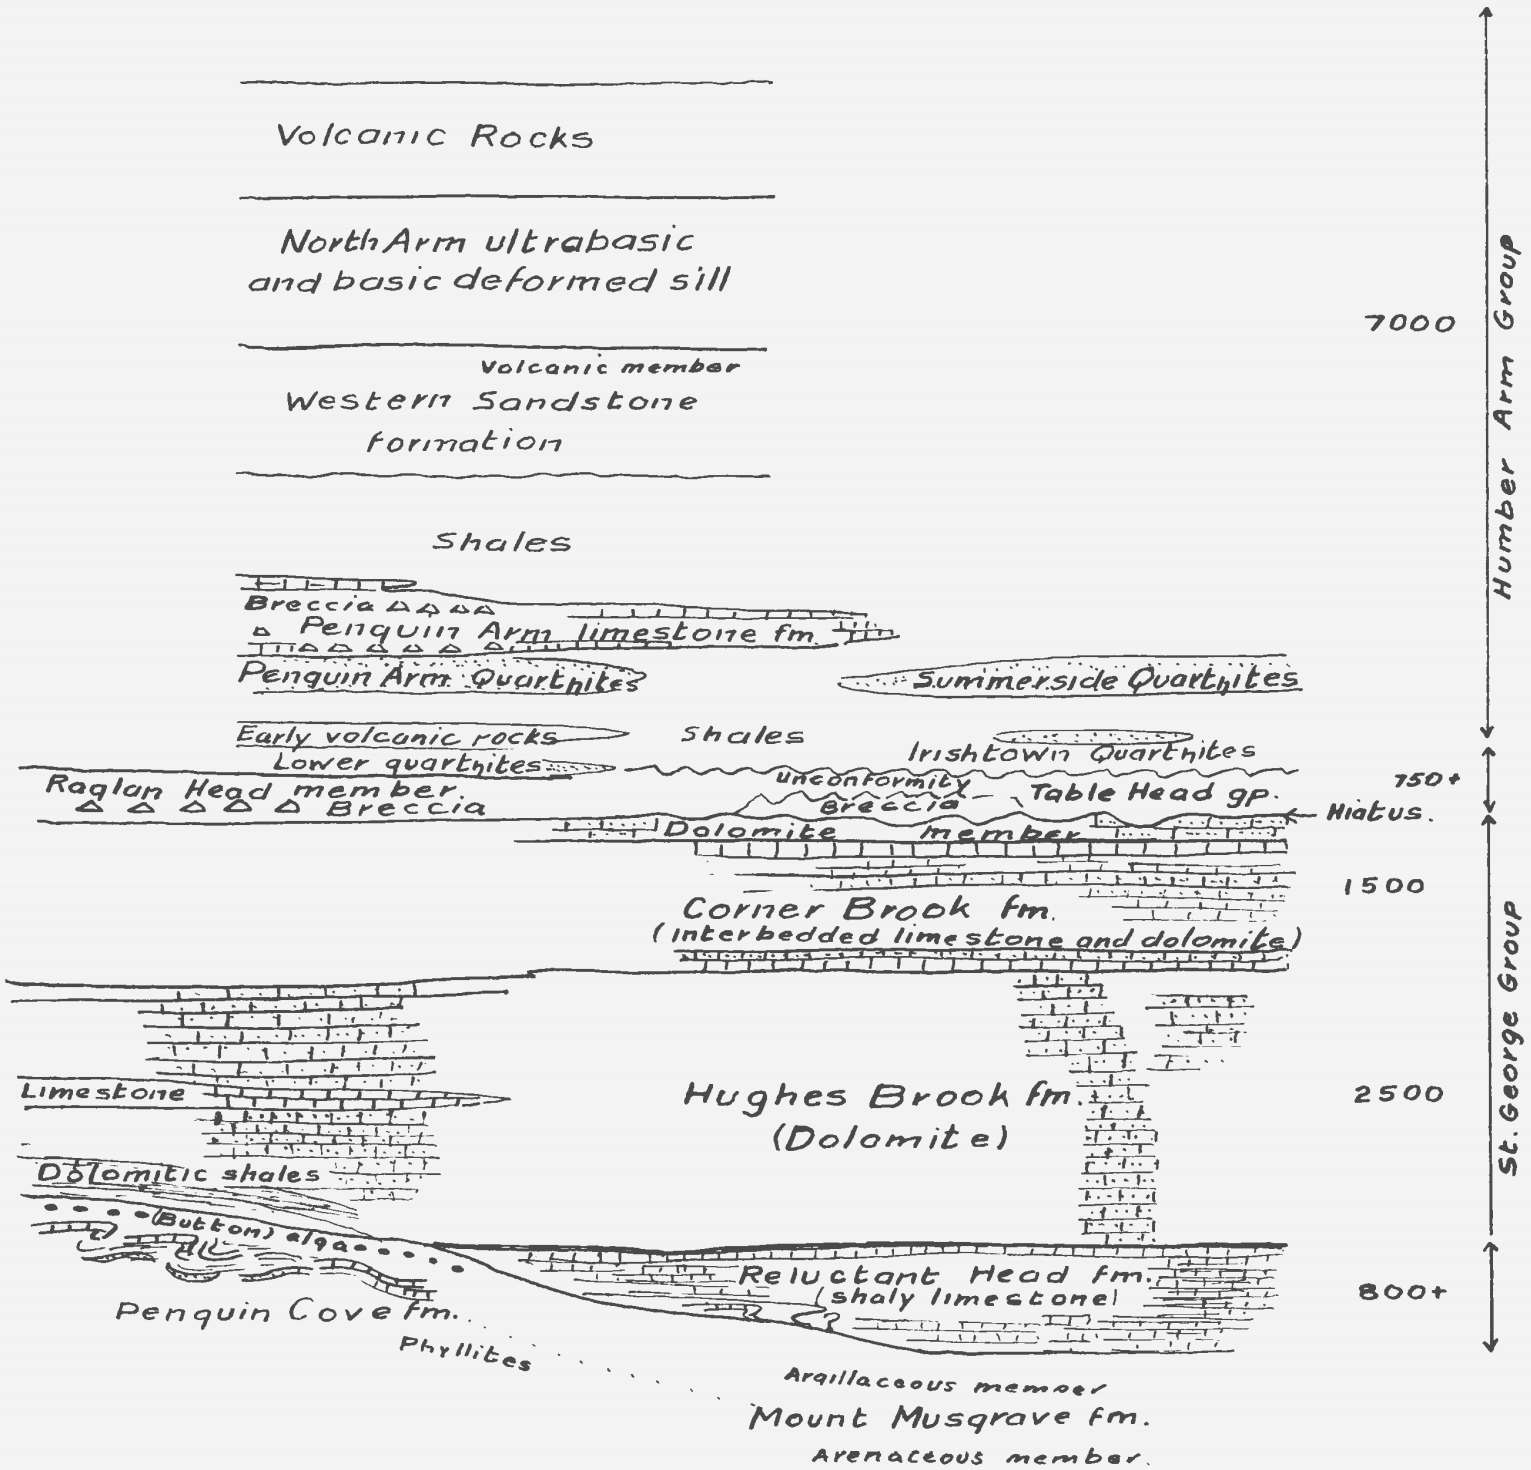 Volcanic Rocks
North Arm ultrabasic
and basic deformed sill
7000
Humber Arm Group
Volcanic member
Western Sandstone
formation
Shales
Breccia
Penguin Arm limestone fm.
Penguin Arm Quartzites
Summerside Quartzites
Early volcanic rocks
Shales
Irishtown Quartzites
Lower quartzites
unconformity
750+
Raglan Head member.
Breccia
Breccia
Table Head gp.
Hiatus.
Dolomite member
1500
Corner Brook fm.
(interbedded limestone and dolomite)
St. George Group
Limestone
Hughes Brook fm.
(Dolomite)
2500
Dolomitic shales
(Button) alga
Reluctant Head fm.
(shaly limestone)
800+
Penguin Cove fm.
Phyllites
Argillaceous member
Mount Musgrave fm.
Arenaceous member.